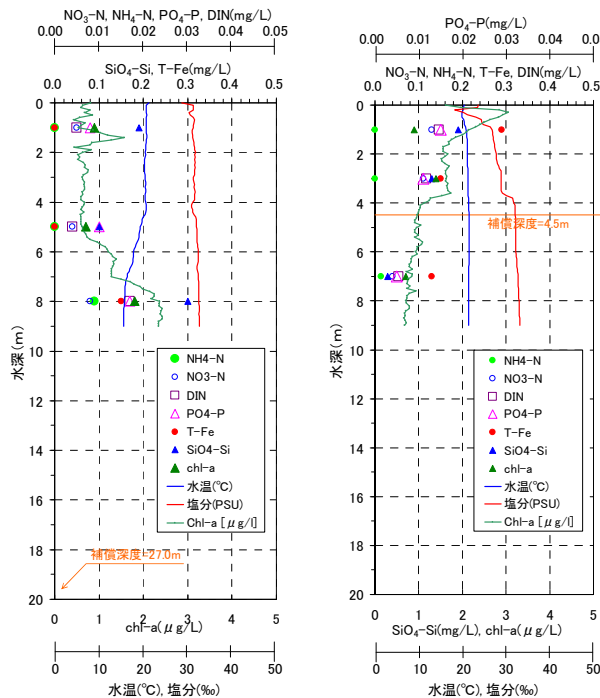 NO3-N, NH4-N, PO4-P, DIN(mg/L)
0 0.01 0.02 0.03 0.04 0.05
SiO4-Si, T-Fe(mg/L)
0.0 0.1 0.2 0.3 0.4 0.5
0
2
4
6
8
10
12
14
16
18
20
水深(m)
NH4-N
NO3-N
DIN
PO4-P
T-Fe
SiO4-Si
chl-a
水温(℃)
塩分(PSU)
Chl-a [μg/l]
補償深度=27.0m
chl-a(μg/L)
0 1 2 3 4 5
0 10 20 30 40 50
水温(℃), 塩分(‰)
PO4-P(mg/L)
0 0.01 0.02 0.03 0.04 0.05
NO3-N, NH4-N, T-Fe, DIN(mg/L)
0.0 0.1 0.2 0.3 0.4 0.5
0
2
4
6
8
10
12
14
16
18
20
水深(m)
補償深度=4.5m
NH4-N
NO3-N
DIN
PO4-P
T-Fe
SiO4-Si
chl-a
水温(℃)
塩分(PSU)
Chl-a [μg/l]
0.0 1.0 2.0 3.0 4.0 5.0
SiO4-Si(mg/L), chl-a(μg/L)
0 10 20 30 40 50
水温(℃), 塩分(‰)